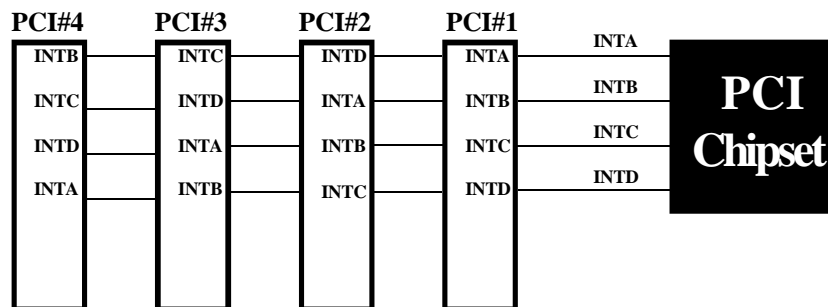 PCI#4 PCI#3 PCI#2 PCI#1
INTB INTC INTD INTA INTA
INTC INTD INTA INTB INTB
INTD INTA INTB INTC INTC
INTA INTB INTC INTD INTD
PCI
Chipset